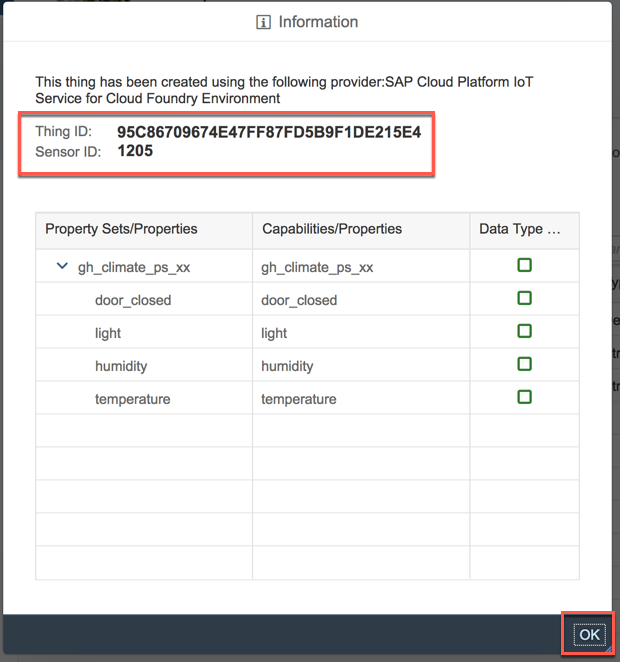 Information
This thing has been created using the following provider:SAP Cloud Platform IoT
Service for Cloud Foundry Environment
Thing ID: 95C86709674E47FF87FD5B9F1DE215E4
Sensor ID: 1205
Property Sets/Properties Capabilities/Properties Data Type ...
gh_climate_ps_xx gh_climate_ps_xx
door_closed door_closed
light light
humidity humidity
temperature temperature
OK